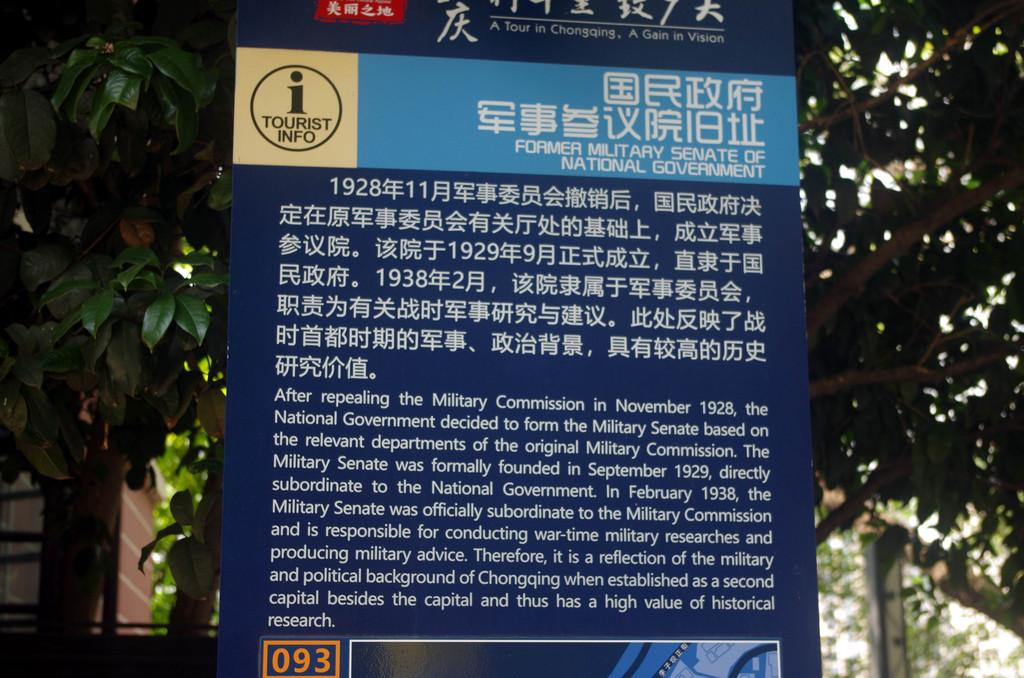 美丽之地
庆
A Tour in Chongqing, A Gain in Vision
i
TOURIST
INFO
国民政府
军事参议院旧址
FORMER MILITARY SENATE OF
NATIONAL GOVERNMENT
1928年11月军事委员会撤销后，国民政府决
定在原军事委员会有关厅处的基础上，成立军事
参议院。该院于1929年9月正式成立，直隶于国
民政府。1938年2月，该院隶属于军事委员会，
职责为有关战时军事研究与建议。此处反映了战
时首都时期的军事、政治背景，具有较高的历史
研究价值。
After repealing the Military Commission in November 1928, the
National Government decided to form the Military Senate based on
the relevant departments of the original Military Commission. The
Military Senate was formally founded in September 1929, directly
subordinate to the National Government. In February 1938, the
Military Senate was officially subordinate to the Military Commission
and is responsible for conducting war-time military researches and
producing military advice. Therefore, it is a reflection of the military
and political background of Chongqing when established as a second
capital besides the capital and thus has a high value of historical
research.
093